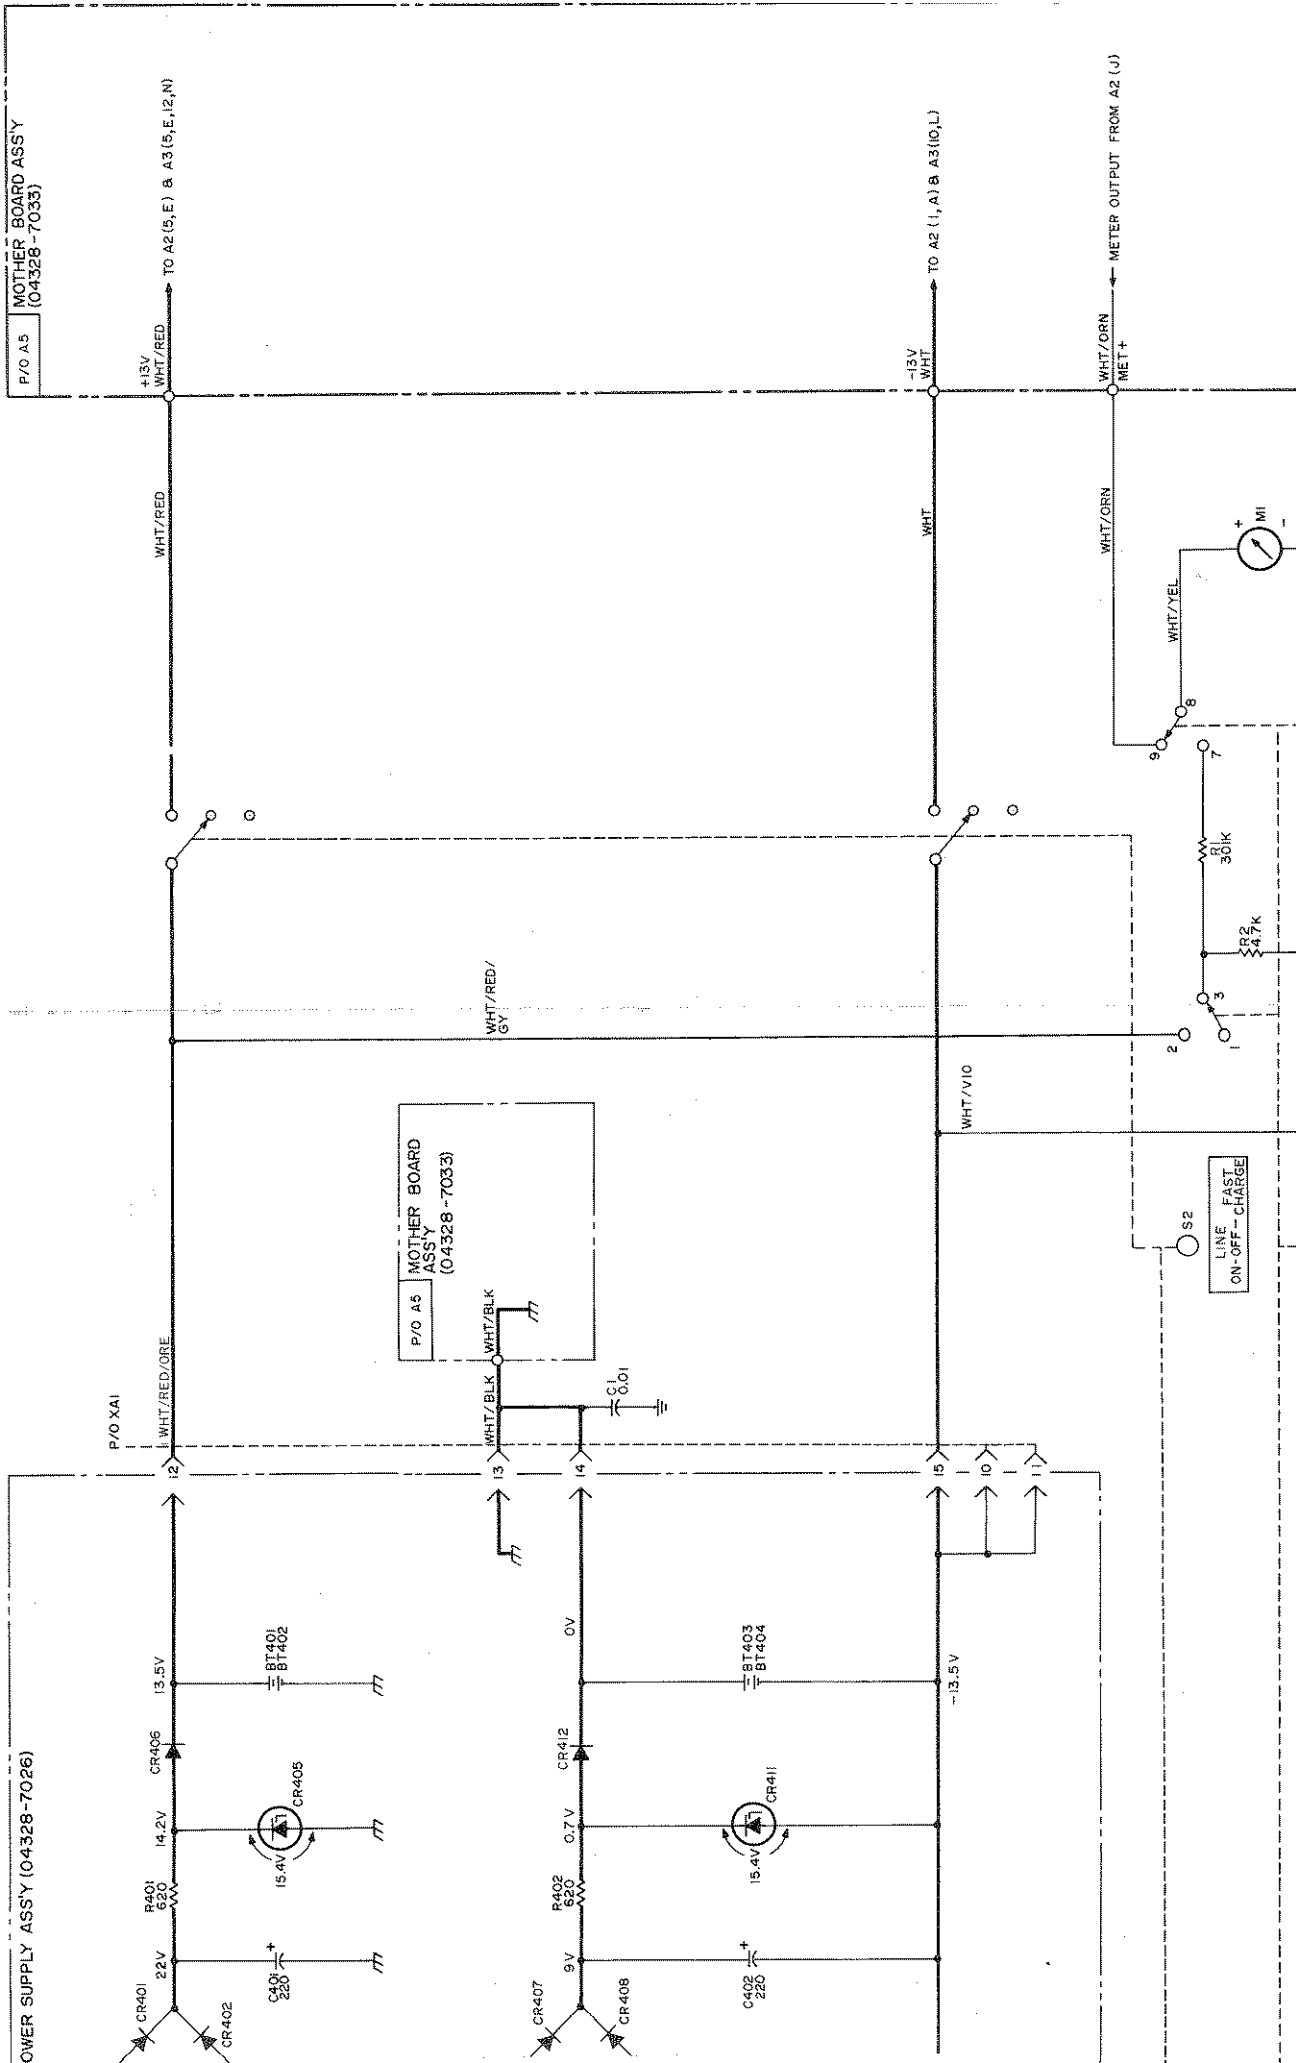 OWER SUPPLY ASS'Y (04328-7026)
P/O XA1
P/O A5
MOTHER BOARD ASS'Y
(04328-7033)
CR401
CR402
22V
R401
620
14.2V
CR406
13.5V
12
WHT/RED/ORE
WHT/RED
+13V
WHT/RED
TO A2(5,E) & A3(5,E,12,N)
C401
220
+
15.4V
CR405
BT401
BT402
P/O A5
MOTHER BOARD
ASS'Y
(04328-7033)
13
WHT/BLK
WHT/BLK
WHT/RED/
GY
CR407
CR408
9V
R402
620
0.7V
CR412
0V
14
C1
0.01
C402
220
+
15.4V
CR411
BT403
BT404
-13.5V
15
10
11
WHT/VIO
WHT
-13V
WHT
TO A2(1,A) & A3(10,L)
WHT/ORN
WHT/ORN
MET+
METER OUTPUT FROM A2(J)
9
8
7
WHT/YEL
+
M1
-
2
1
3
R1
301K
R2
4.7K
S2
LINE FAST
ON-OFF-CHARGE